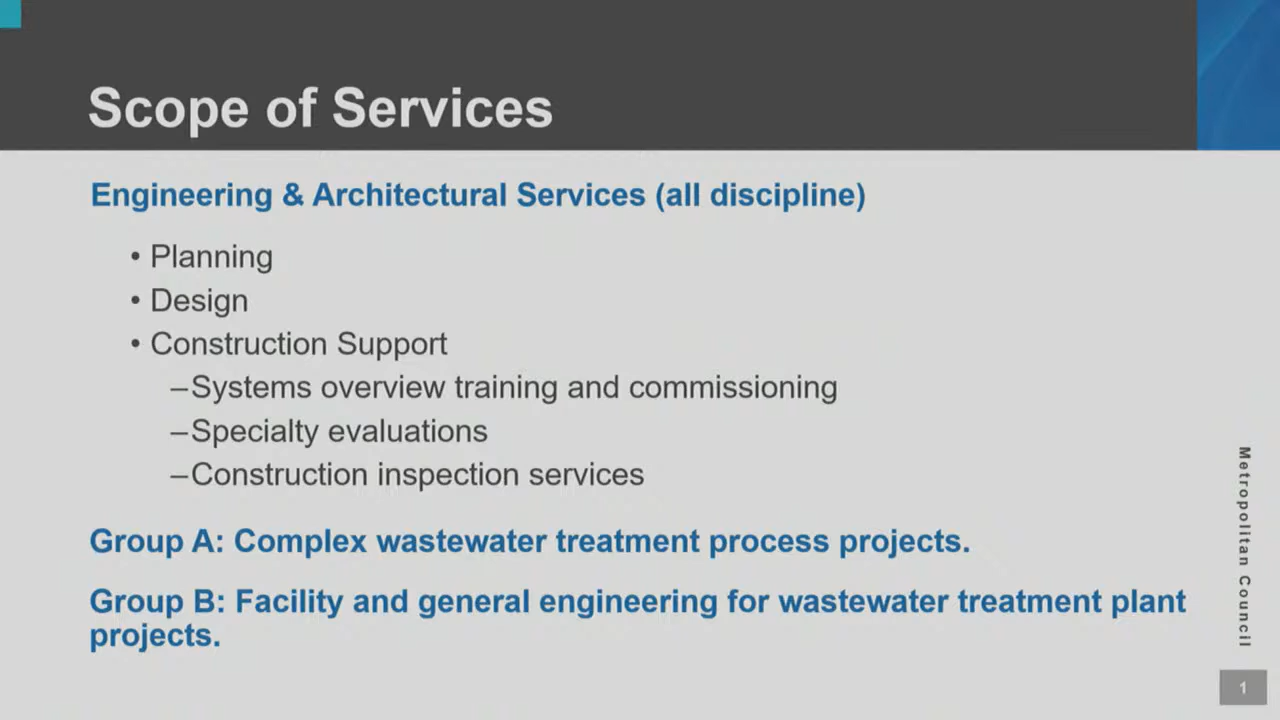 Scope of Services
Engineering & Architectural Services (all discipline)
• Planning
• Design
• Construction Support
–Systems overview training and commissioning
–Specialty evaluations
–Construction inspection services
Group A: Complex wastewater treatment process projects.
Group B: Facility and general engineering for wastewater treatment plant
projects.
Metropolitan Council
1